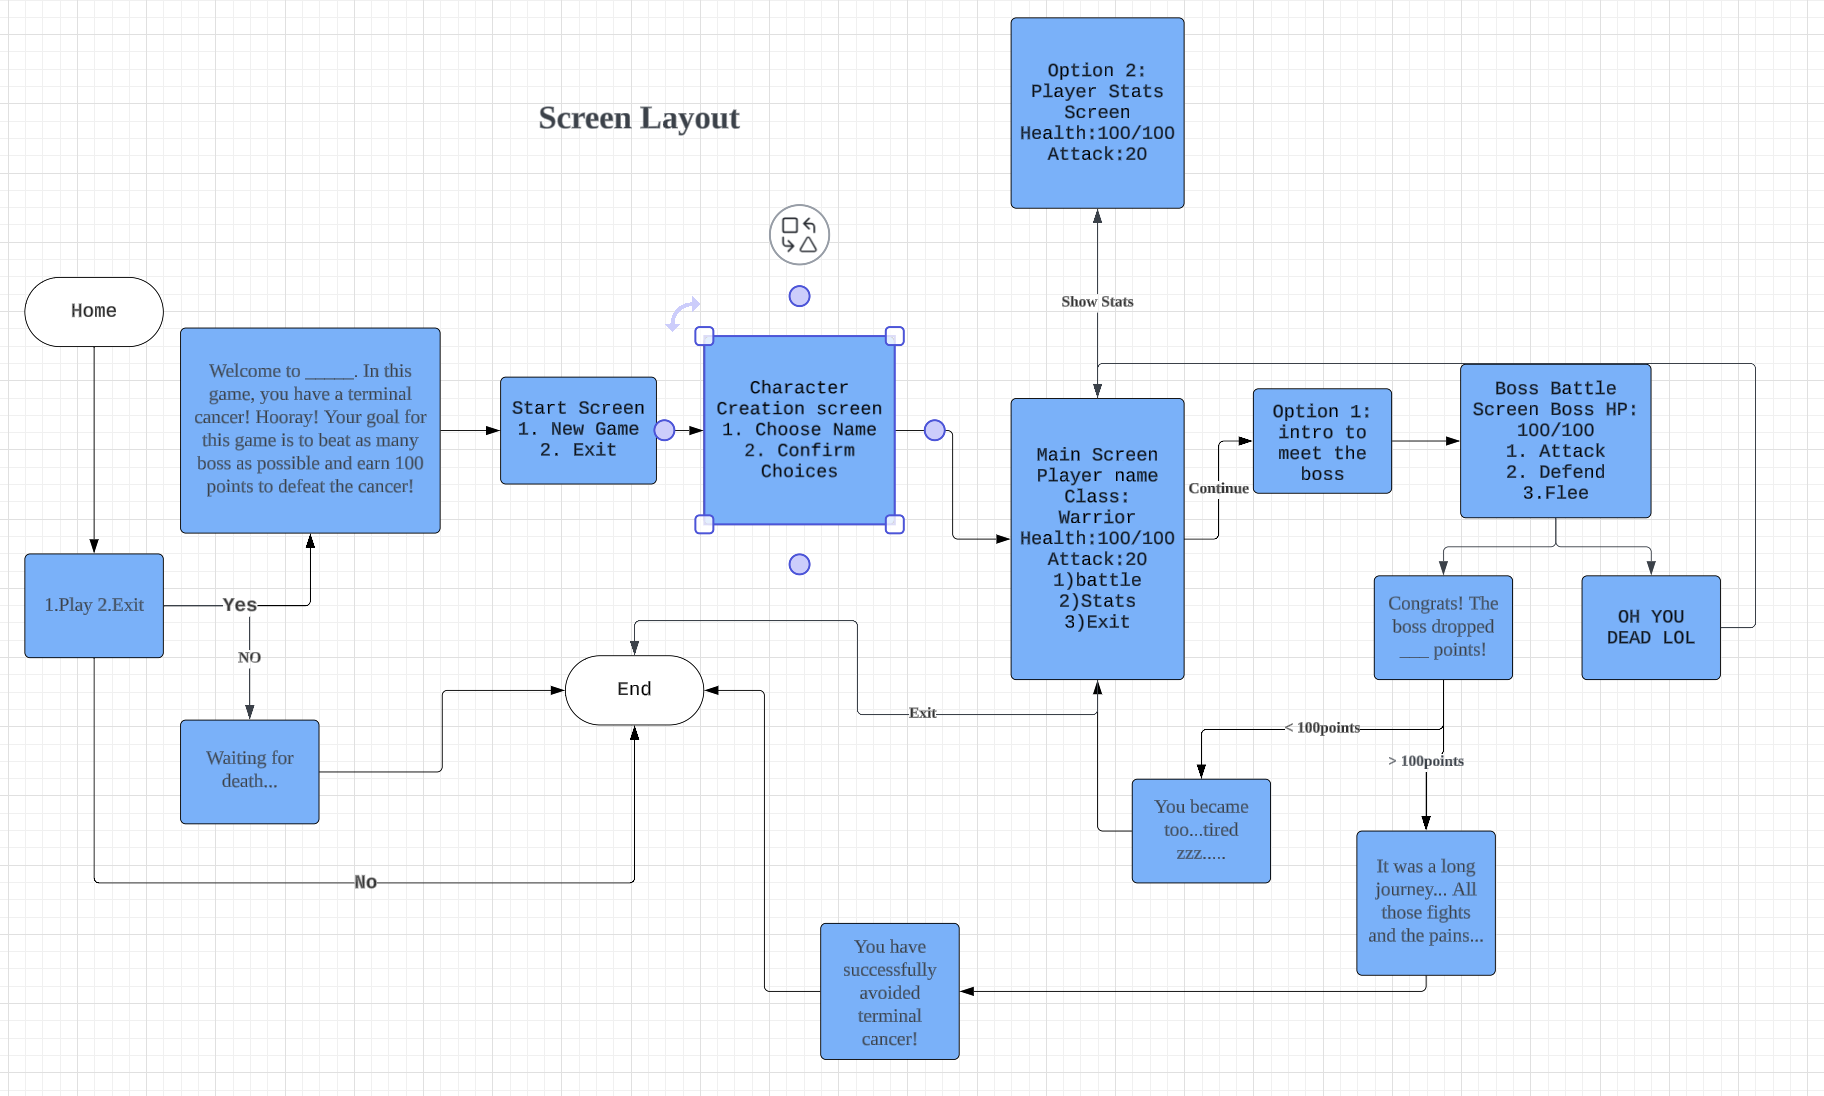 Screen Layout
Option 2:
Player Stats
Screen
Health:100/100
Attack:20
Show Stats
Home
Welcome to _____. In this
game, you have a terminal
cancer! Hooray! Your goal for
this game is to beat as many
boss as possible and earn 100
points to defeat the cancer!
Start Screen
1. New Game
2. Exit
Character
Creation screen
1. Choose Name
2. Confirm
Choices
Main Screen
Player name
Class:
Warrior
Health:100/100
Attack:20
1)battle
2)Stats
3)Exit
Continue
Option 1:
intro to
meet the
boss
Boss Battle
Screen Boss HP:
100/100
1. Attack
2. Defend
3.Flee
1.Play 2.Exit
Yes
NO
Waiting for
death...
End
Exit
No
Congrats! The
boss dropped
___ points!
OH YOU
DEAD LOL
< 100points
> 100points
You became
too...tired
zzz.....
It was a long
journey... All
those fights
and the pains...
You have
successfully
avoided
terminal
cancer!